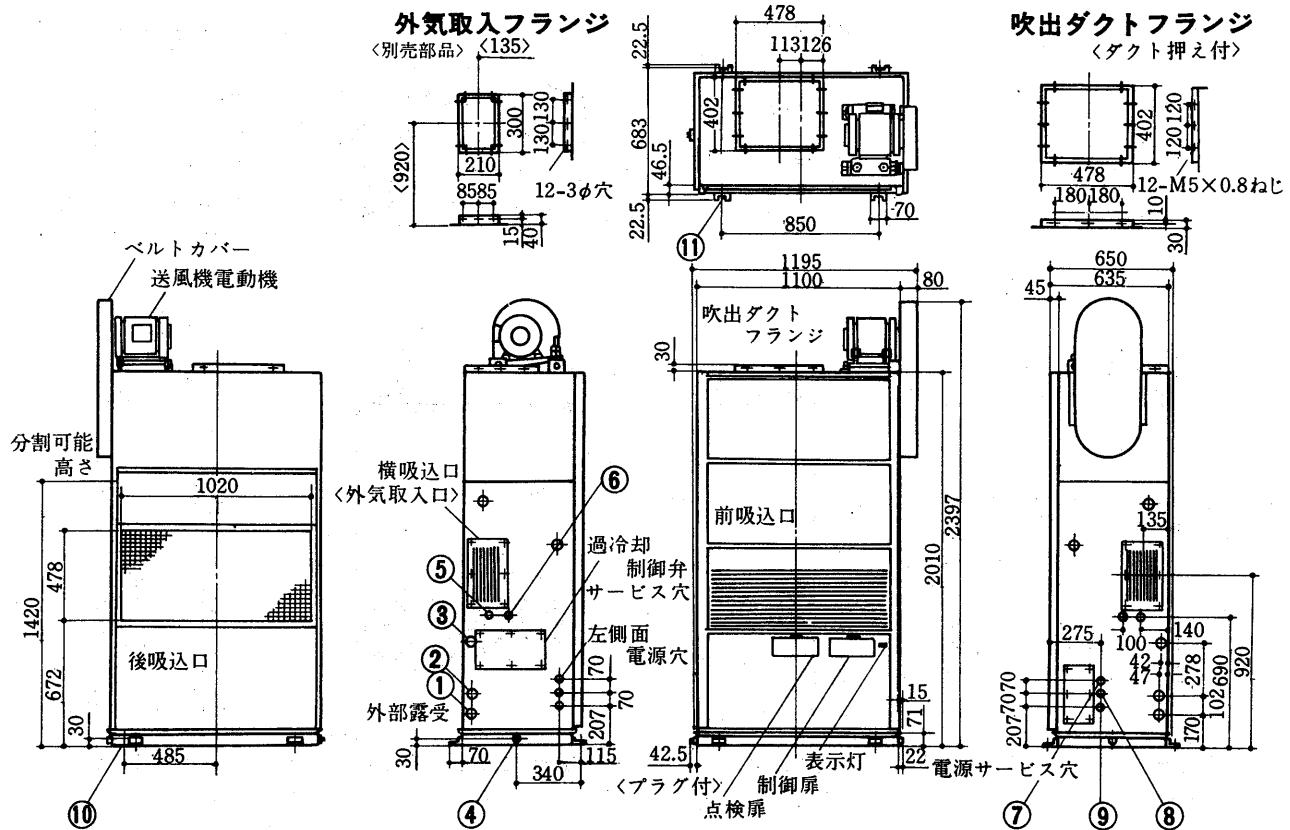 外気取入フランジ
〈別売部品〉
〈135〉
〈920〉
300
130
130
210
8585
12-3φ穴
15
40
478
113126
22.5
402
683
46.5
22.5
70
850
⑪
吹出ダクトフランジ
〈ダクト押え付〉
402
120
120
478
12-M5×0.8ねじ
180
180
10
30
ベルトカバー
送風機電動機
分割可能
高さ
1020
478
1420
672
後吸込口
30
485
⑩
横吸込口
〈外気取入口〉
⑥
過冷却
制御弁
サービス穴
⑤
③
左側面
電源穴
②
①
外部露受
70
70
207
30
70
115
340
④
1195
1100
80
吹出ダクト
フランジ
30
前吸込口
2010
2397
15
71
42.5
22
〈プラグ付〉
点検扉
制御扉
表示灯
650
635
45
135
275
100
140
42
47
278
102
690
920
70
70
207
170
電源サービス穴
⑦
⑨
⑧